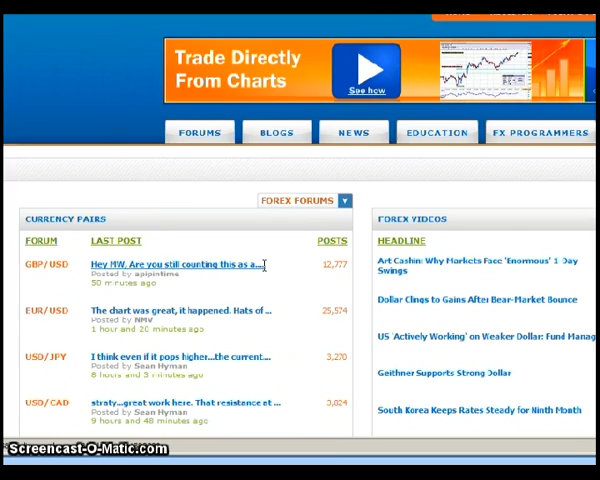 Trade Directly
From Charts
See how
FORUMS
BLOGS
NEWS
EDUCATION
FX PROGRAMMERS
FOREX FORUMS
CURRENCY PAIRS
FORUM LAST POST POSTS
GBP/USD Hey MW. Are you still counting this as a... 12,777
Posted by apipintime
50 minutes ago
EUR/USD The chart was great, it happened. Hats of... 25,574
Posted by NMV
1 hour and 20 minutes ago
USD/JPY I think even if it pops higher...the current... 3,270
Posted by Sean Hyman
8 hours and 3 minutes ago
USD/CAD straty...great work here. That resistance at ... 3,024
Posted by Sean Hyman
9 hours and 48 minutes ago
FOREX VIDEOS
HEADLINE
Art Cashin: Why Markets Face 'Enormous' 1-Day
Swings
Dollar Clings to Gains After Bear-Market Bounce
US 'Actively Working' on Weaker Dollar: Fund Manag
Geithner Supports Strong Dollar
South Korea Keeps Rates Steady for Ninth Month
Screencast-O-Matic.com